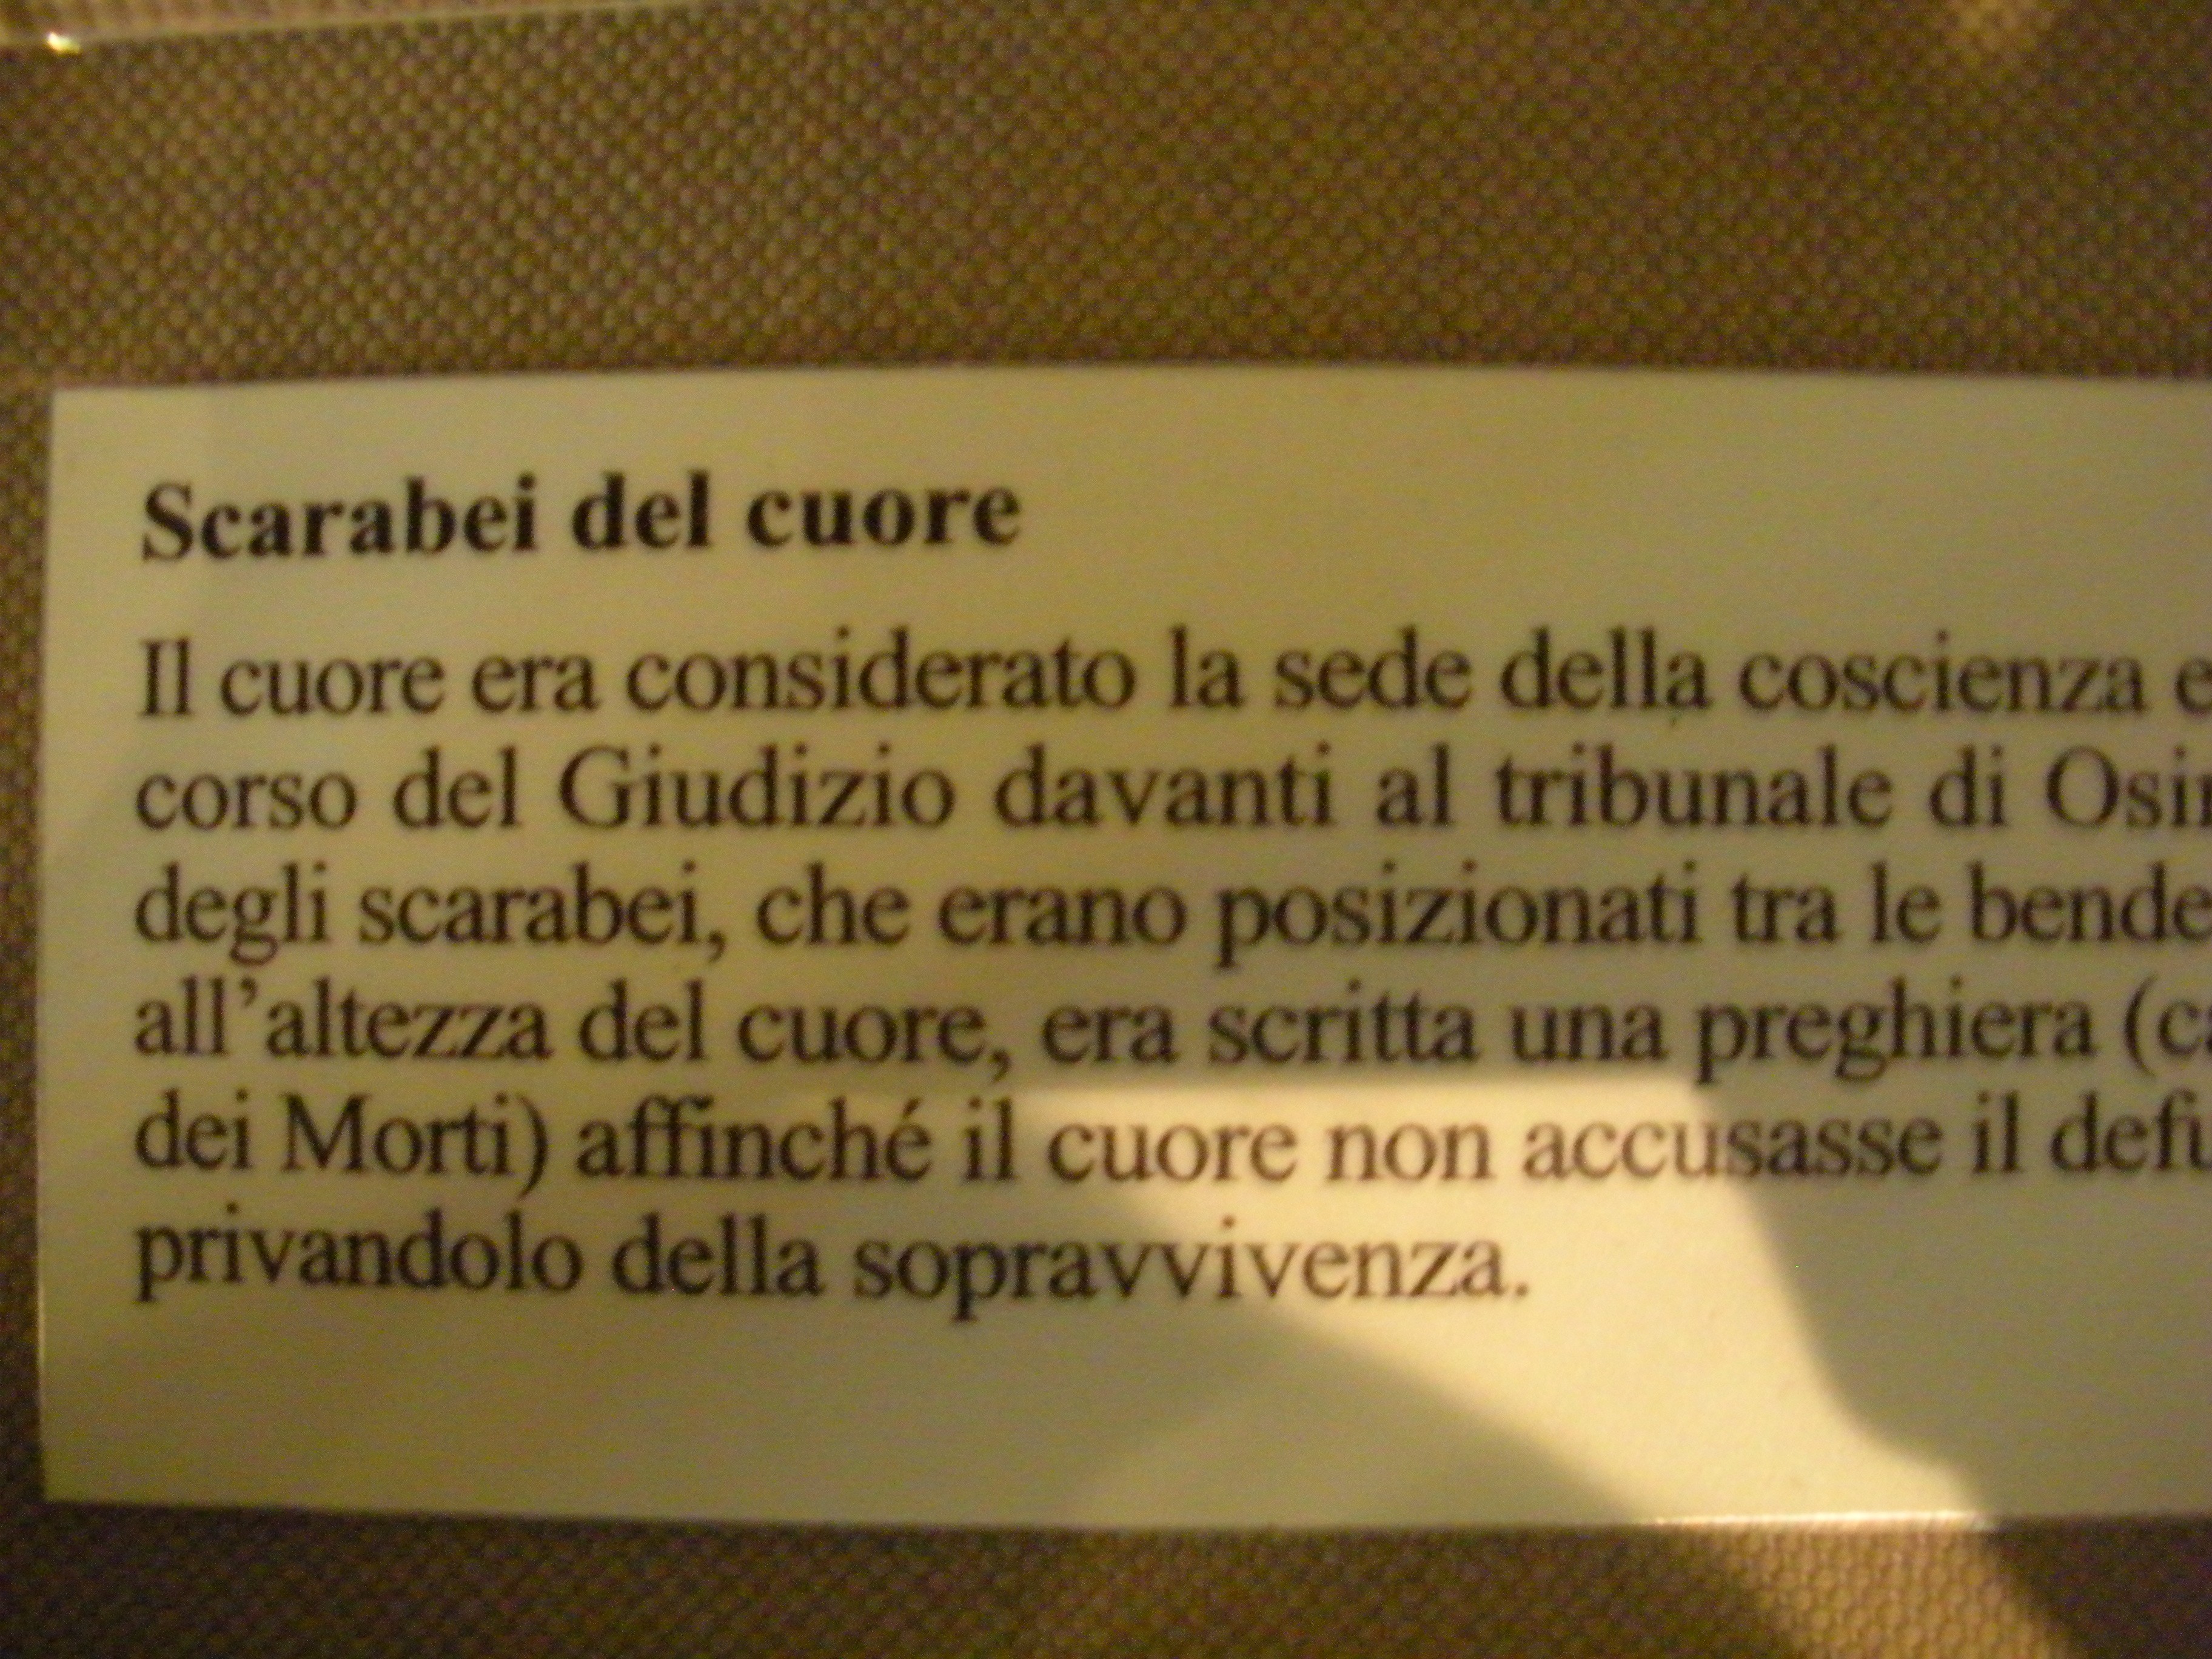 Scarabei del cuore
Il cuore era considerato la sede della coscienza e
corso del Giudizio davanti al tribunale di
degli scarabei, che erano posizionati tra le bende
all'altezza del cuore, era scritta una preghiera
dei Morti) affinché il cuore non accusasse il
privandolo della sopravvivenza.